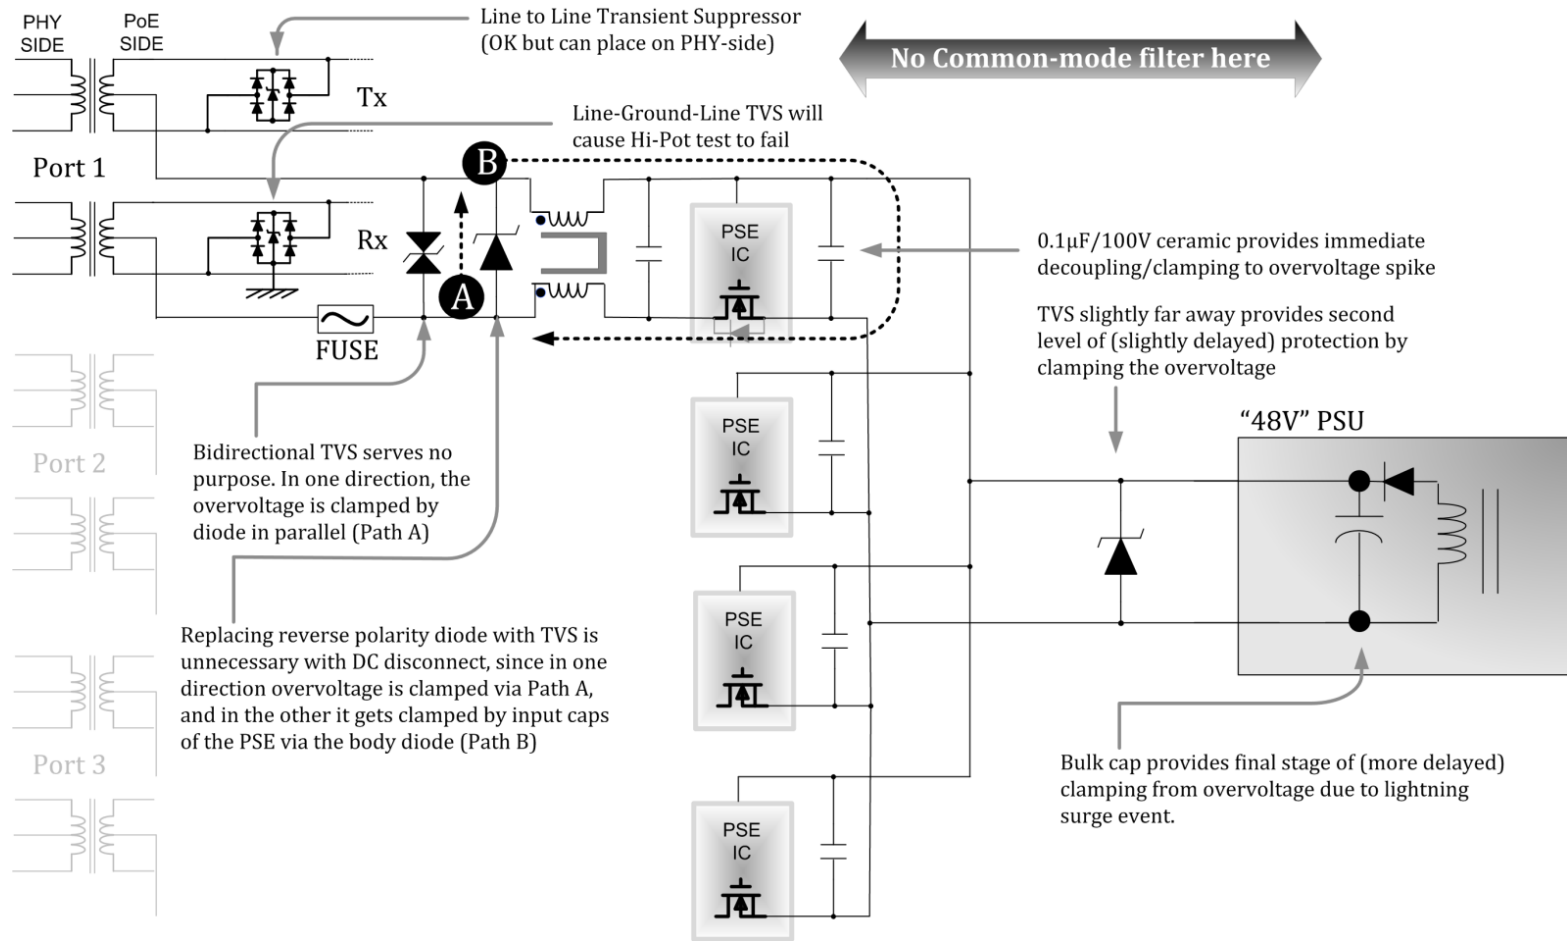 PHY
SIDE
PoE
SIDE
Line to Line Transient Suppressor
(OK but can place on PHY-side)
No Common-mode filter here
Tx
Line-Ground-Line TVS will
cause Hi-Pot test to fail
Port 1
B
Rx
A
PSE
IC
0.1µF/100V ceramic provides immediate
decoupling/clamping to overvoltage spike
TVS slightly far away provides second
level of (slightly delayed) protection by
clamping the overvoltage
FUSE
PSE
IC
“48V” PSU
Port 2
Bidirectional TVS serves no
purpose. In one direction, the
overvoltage is clamped by
diode in parallel (Path A)
Replacing reverse polarity diode with TVS is
unnecessary with DC disconnect, since in one
direction overvoltage is clamped via Path A,
and in the other it gets clamped by input caps
of the PSE via the body diode (Path B)
PSE
IC
Port 3
Bulk cap provides final stage of (more delayed)
clamping from overvoltage due to lightning
surge event.
PSE
IC